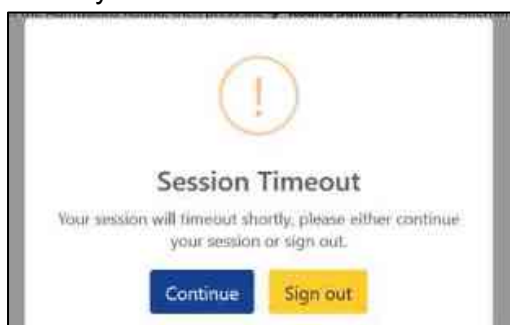 !
Session Timeout
Your session will timeout shortly, please either continue
your session or sign out.
Continue Sign out